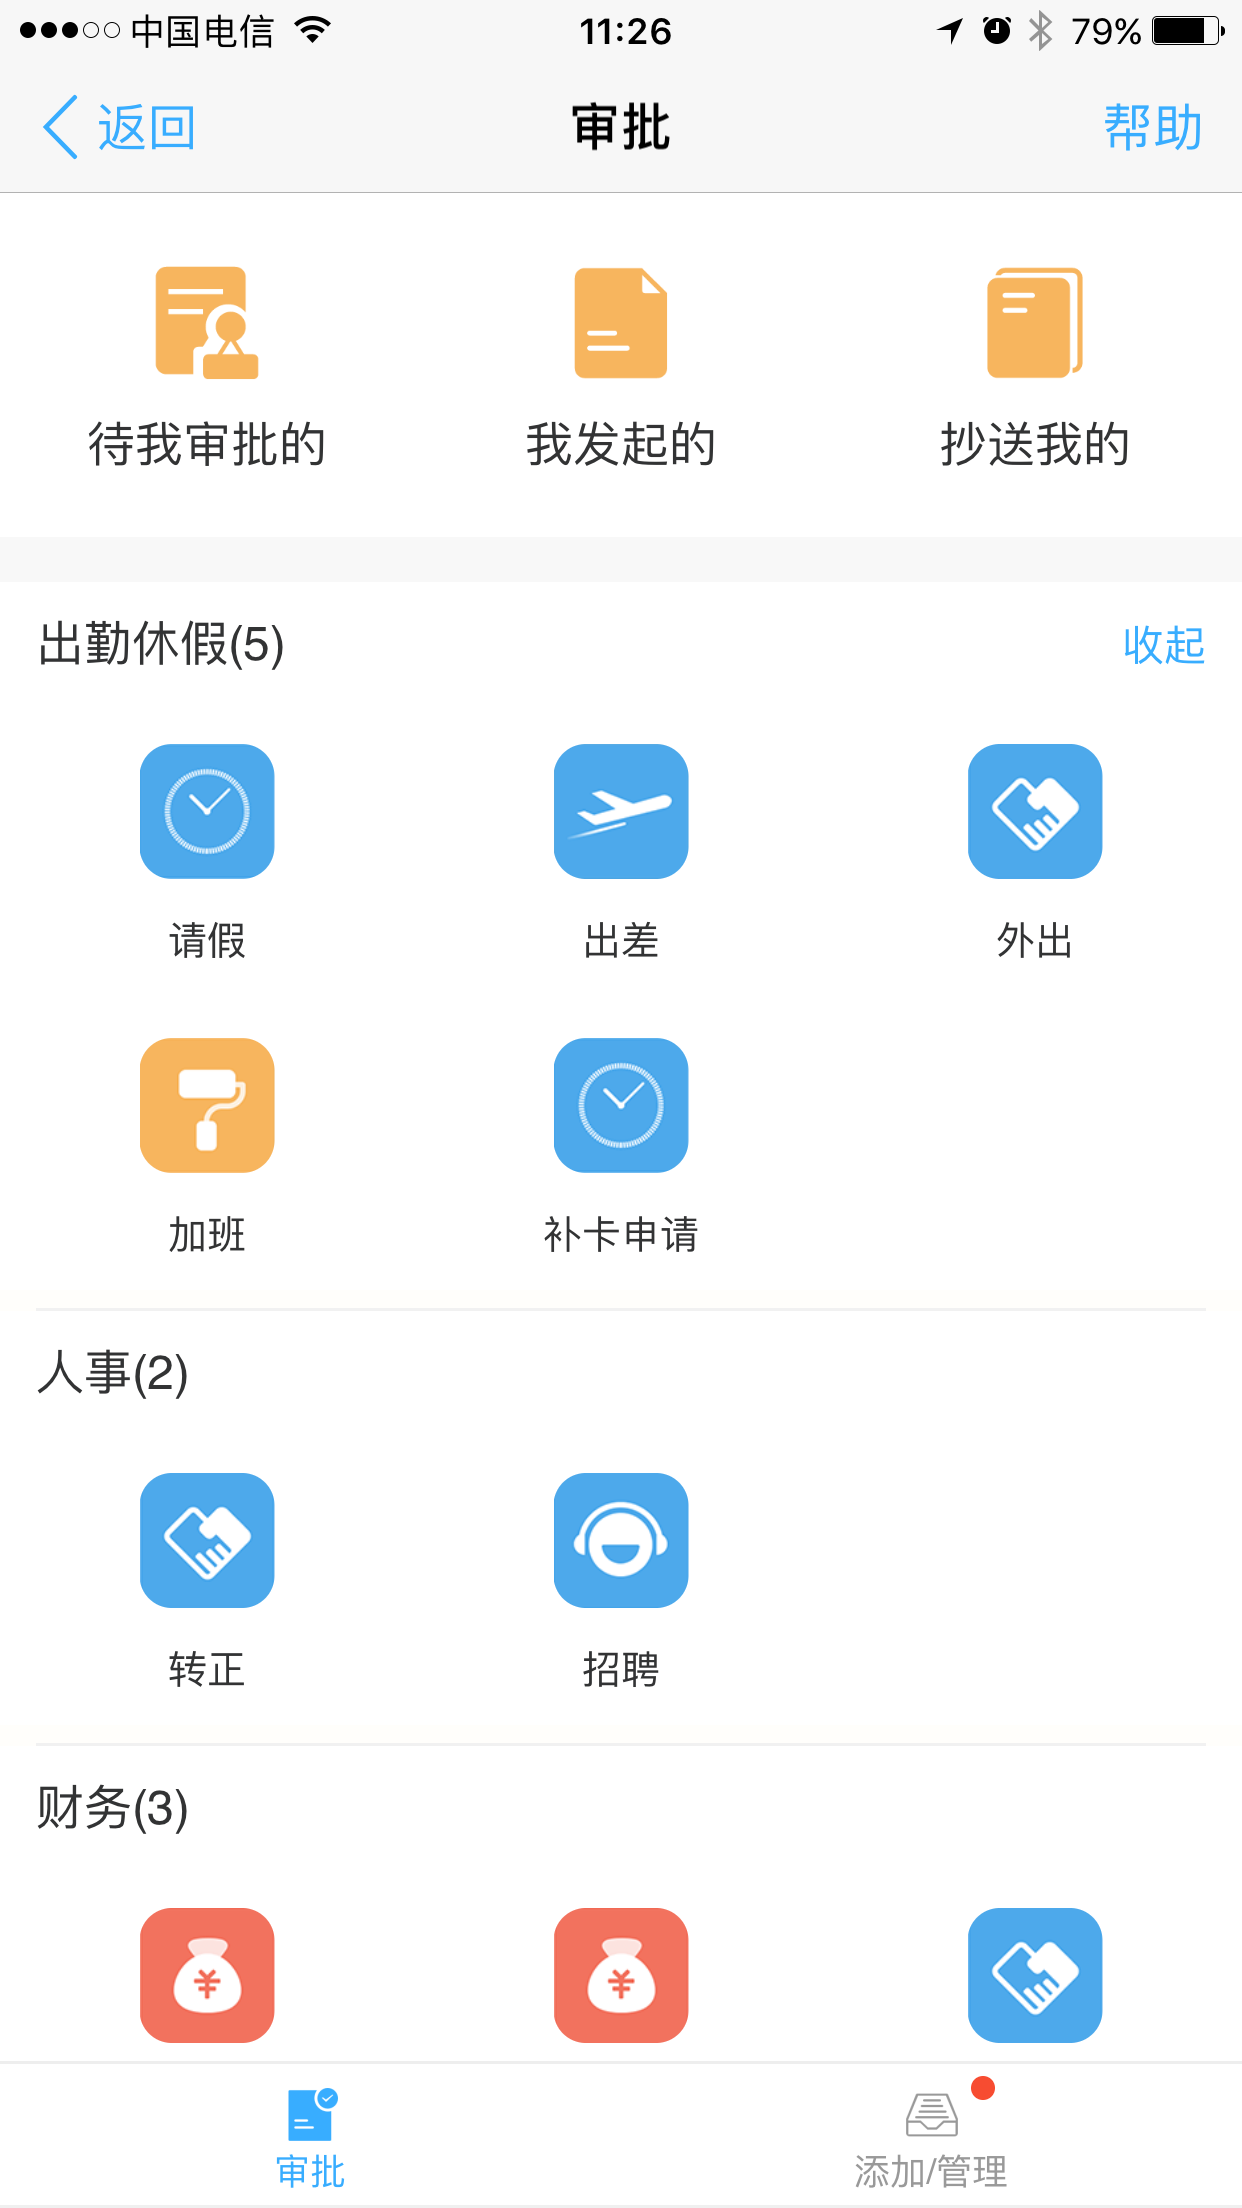 中国电信 11:26 79%
返回 审批 帮助
待我审批的 我发起的 抄送我的
出勤休假(5) 收起
请假 出差 外出
加班 补卡申请
人事(2)
转正 招聘
财务(3)
¥ ¥
审批 添加/管理